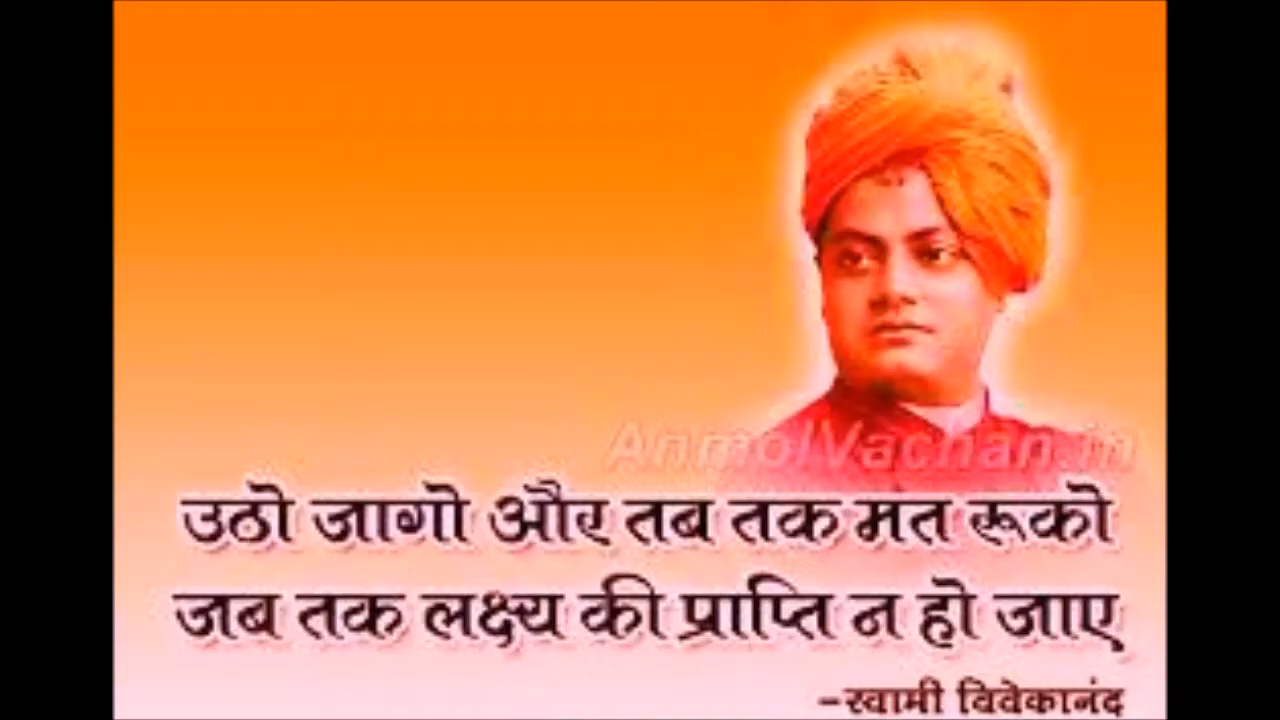 AnmolVachan.in
उठो जागो और तब तक मत रूको
जब तक लक्ष्य की प्राप्ति न हो जाए
-स्वामी विवेकानंद